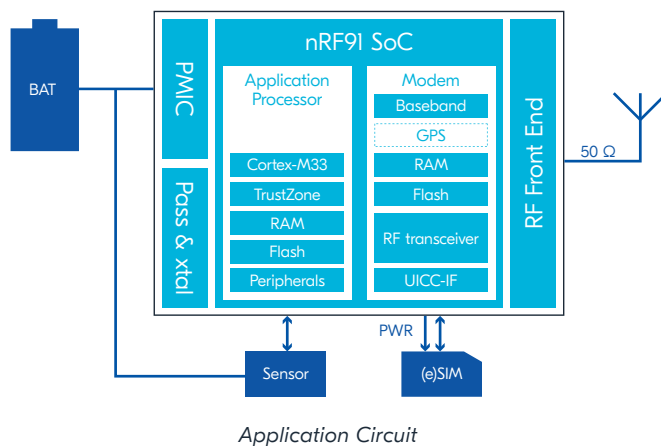 BAT
PMIC
Pass & xtal
nRF91 SoC
Application
Processor
Cortex-M33
TrustZone
RAM
Flash
Peripherals
Modem
Baseband
GPS
RAM
Flash
RF transceiver
UICC-IF
RF Front End
50 Ω
PWR
Sensor
(e)SIM
Application Circuit